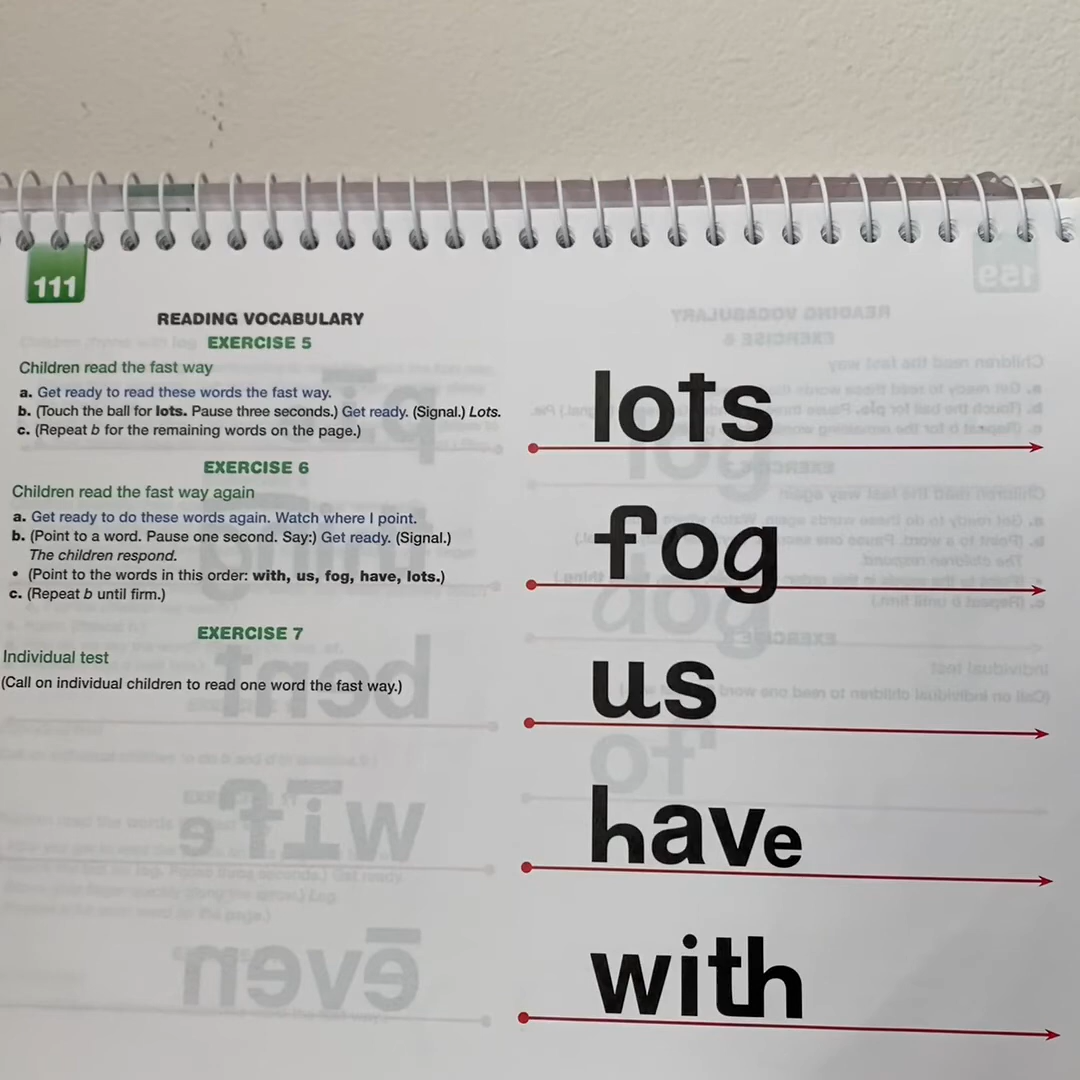 111
READING VOCABULARY
EXERCISE 5
Children read the fast way
a. Get ready to read these words the fast way.
b. (Touch the ball for lots. Pause three seconds.) Get ready. (Signal.) Lots.
c. (Repeat b for the remaining words on the page.)
EXERCISE 6
Children read the fast way again
a. Get ready to do these words again. Watch where I point.
b. (Point to a word. Pause one second. Say:) Get ready. (Signal.)
The children respond.
• (Point to the words in this order: with, us, fog, have, lots.)
c. (Repeat b until firm.)
EXERCISE 7
Individual test
(Call on individual children to read one word the fast way.)
lots
fog
us
have
with